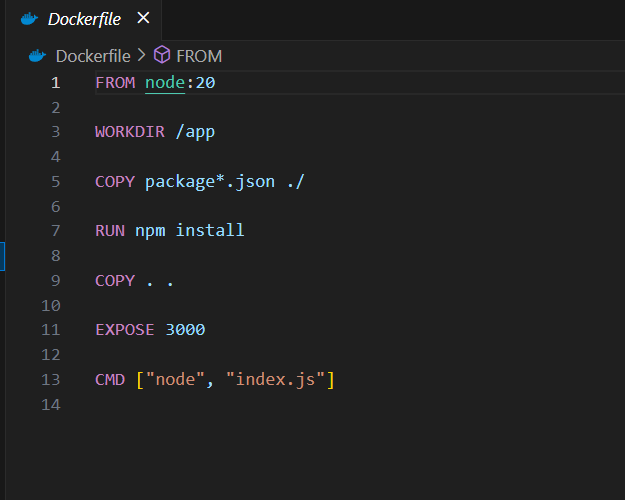 Dockerfile ×
Dockerfile > FROM
1 FROM node:20
2
3 WORKDIR /app
4
5 COPY package*.json ./
6
7 RUN npm install
8
9 COPY . .
10
11 EXPOSE 3000
12
13 CMD ["node", "index.js"]
14